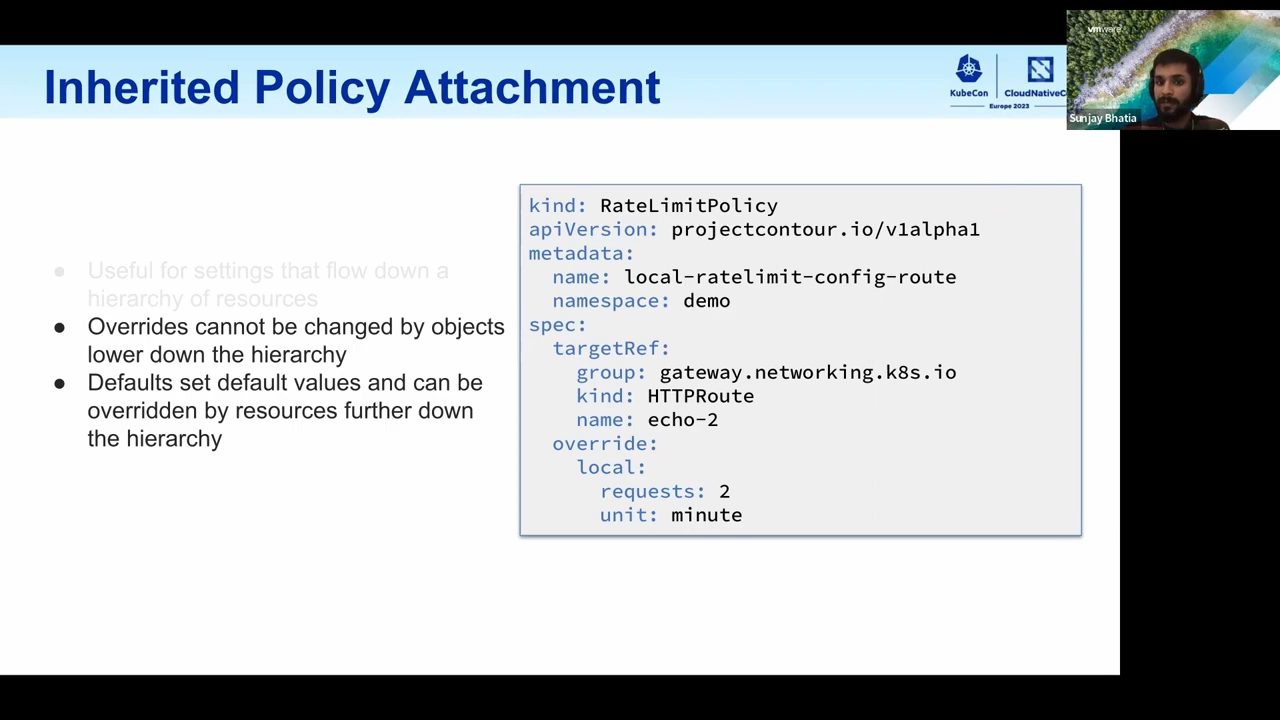 Inherited Policy Attachment
KubeCon
CloudNativeC
Europe 2023
vmware
Sunjay Bhatia
● Useful for settings that flow down a
hierarchy of resources
● Overrides cannot be changed by objects
lower down the hierarchy
● Defaults set default values and can be
overridden by resources further down
the hierarchy
kind: RateLimitPolicy
apiVersion: projectcontour.io/v1alpha1
metadata:
  name: local-ratelimit-config-route
  namespace: demo
spec:
  targetRef:
    group: gateway.networking.k8s.io
    kind: HTTPRoute
    name: echo-2
  override:
    local:
      requests: 2
      unit: minute